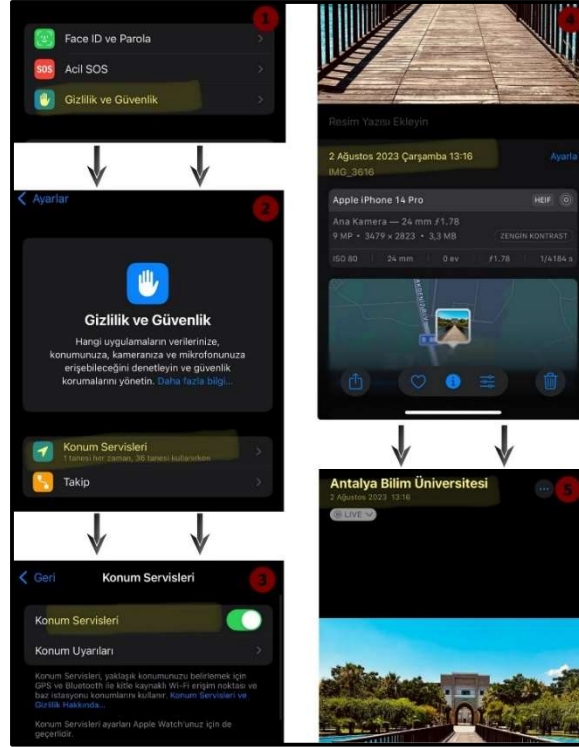 1
Face ID ve Parola
SOS Acil SOS
Gizlilik ve Güvenlik
Ayarlar
2
Gizlilik ve Güvenlik
Hangi uygulamaların verilerinize,
konumunuza, kameranıza ve mikrofonunuza
erişebileceğini denetleyin ve güvenlik
korumalarını yönetin. Daha fazla bilgi...
Konum Servisleri
1 tanesi her zaman, 36 tanesi kullanırken
Takip
Geri
Konum Servisleri
3
Konum Servisleri
Konum Uyarıları
Konum Servisleri, yaklaşık konumunuzu belirlemek için
GPS ve Bluetooth ile kitle kaynaklı Wi-Fi erişim noktası ve
baz istasyonu konumlarını kullanır. Konum Servisleri ve
Gizlilik Hakkında...
Konum Servisleri ayarları Apple Watch'unuz için de
geçerlidir.
4
Resim Yazısı Ekleyin
2 Ağustos 2023 Çarşamba 13:16
Ayarla
IMG_3616
Apple iPhone 14 Pro
HEIF
Ana Kamera — 24 mm ƒ1.78
9 MP • 3479 × 2823 • 3,3 MB
ZENGİN KONTRAST
ISO 80
24 mm
0 ev
ƒ1.78
1/4184 s
Antalya Bilim Üniversitesi
5
2 Ağustos 2023 13:16
LIVE